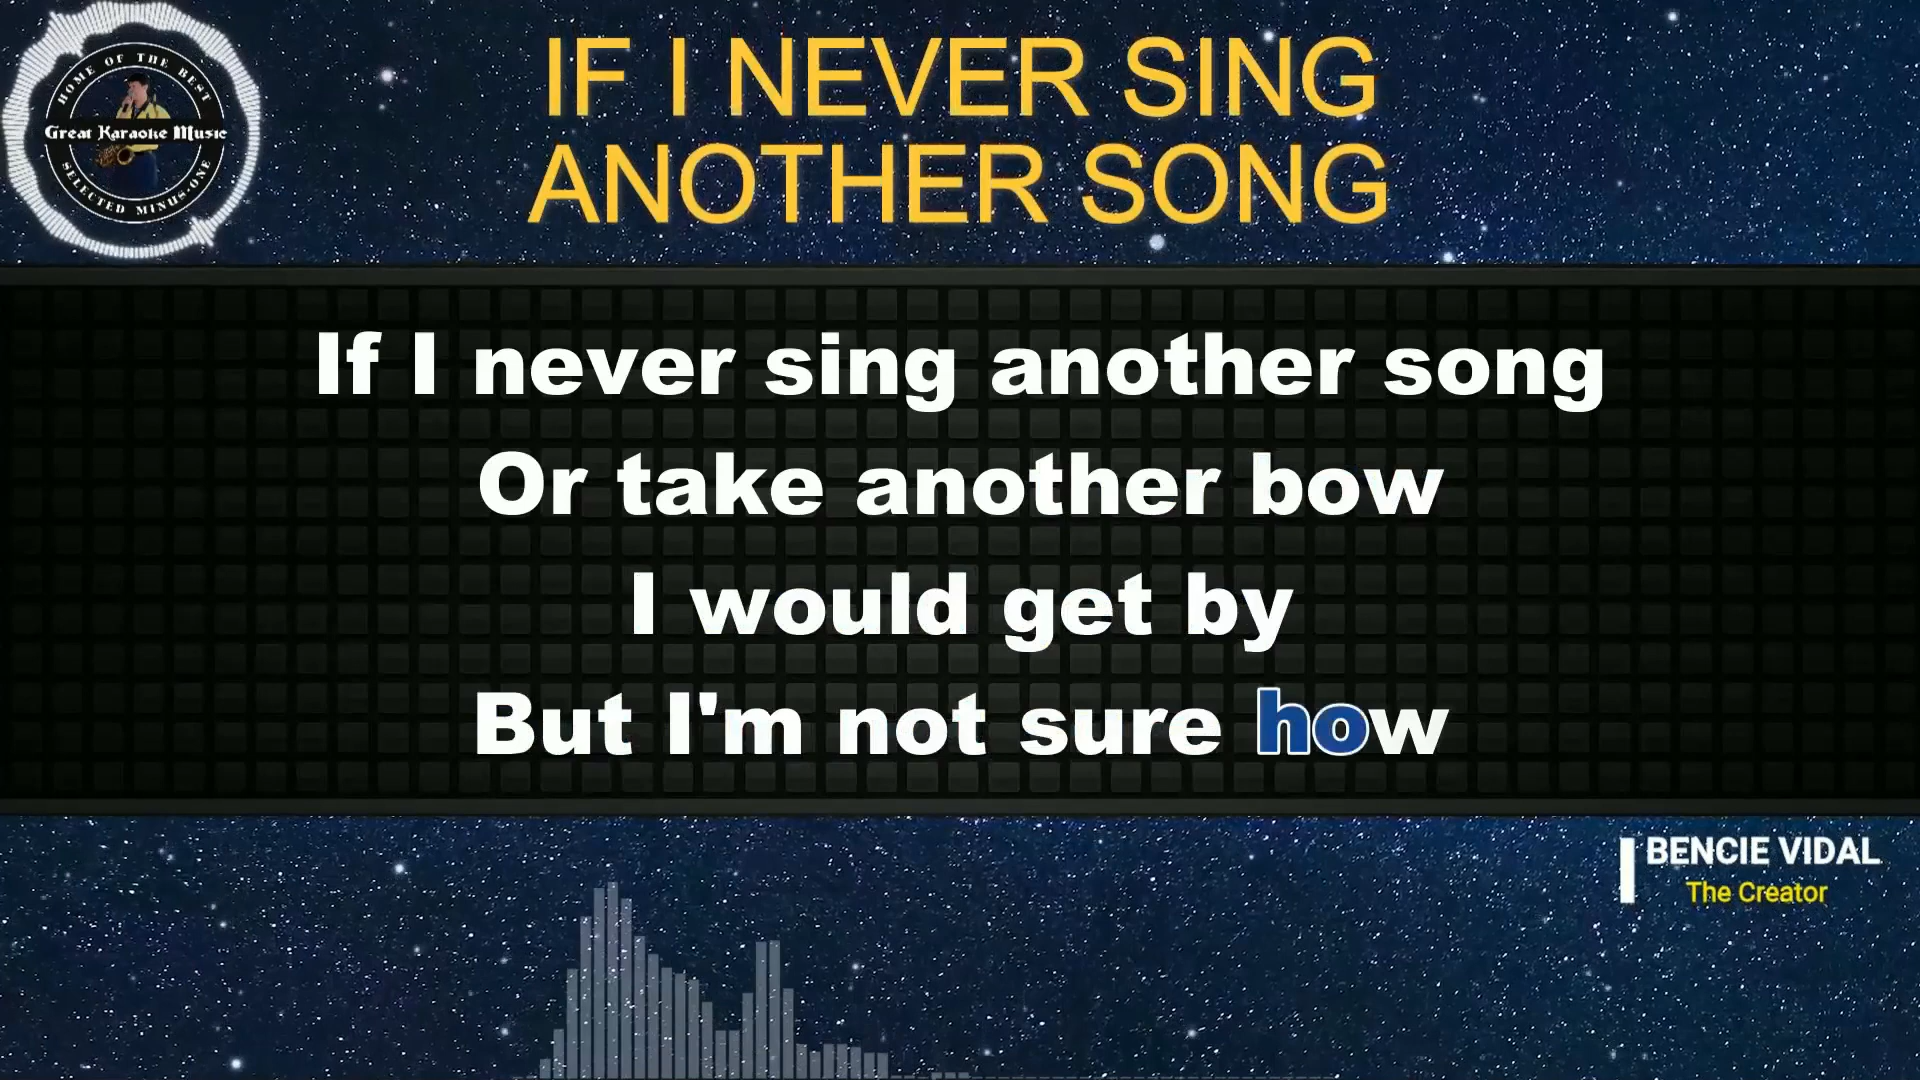 HOME OF THE BEST
Great Karaoke Music
SELECTED MINUS-ONE
IF I NEVER SING
ANOTHER SONG
If I never sing another song
Or take another bow
I would get by
But I'm not sure how
BENCIE VIDAL
The Creator